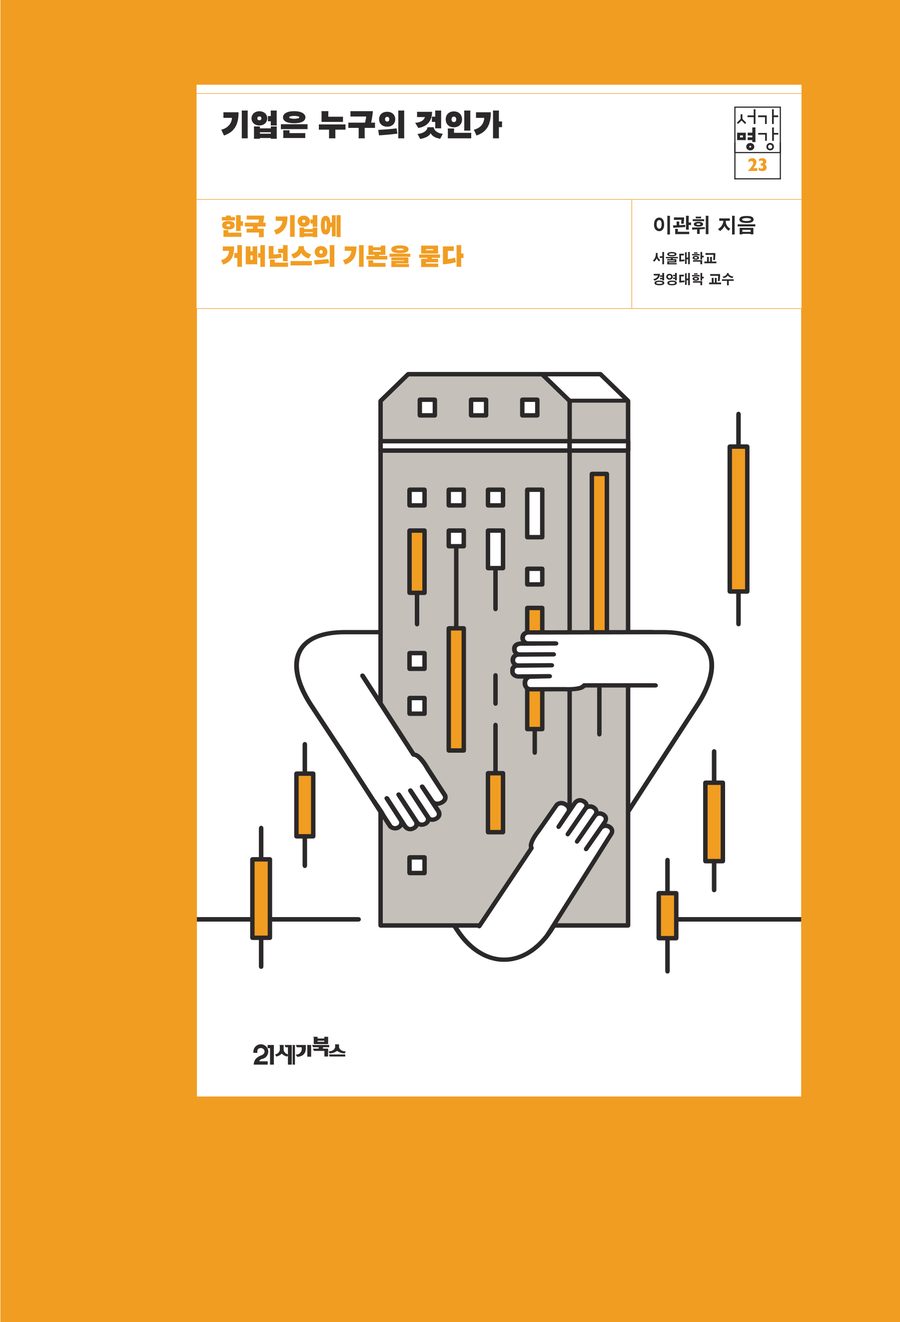 기업은 누구의 것인가
서가
명강
23
한국 기업에
거버넌스의 기본을 묻다
이관휘 지음
서울대학교
경영대학 교수
21세기북스